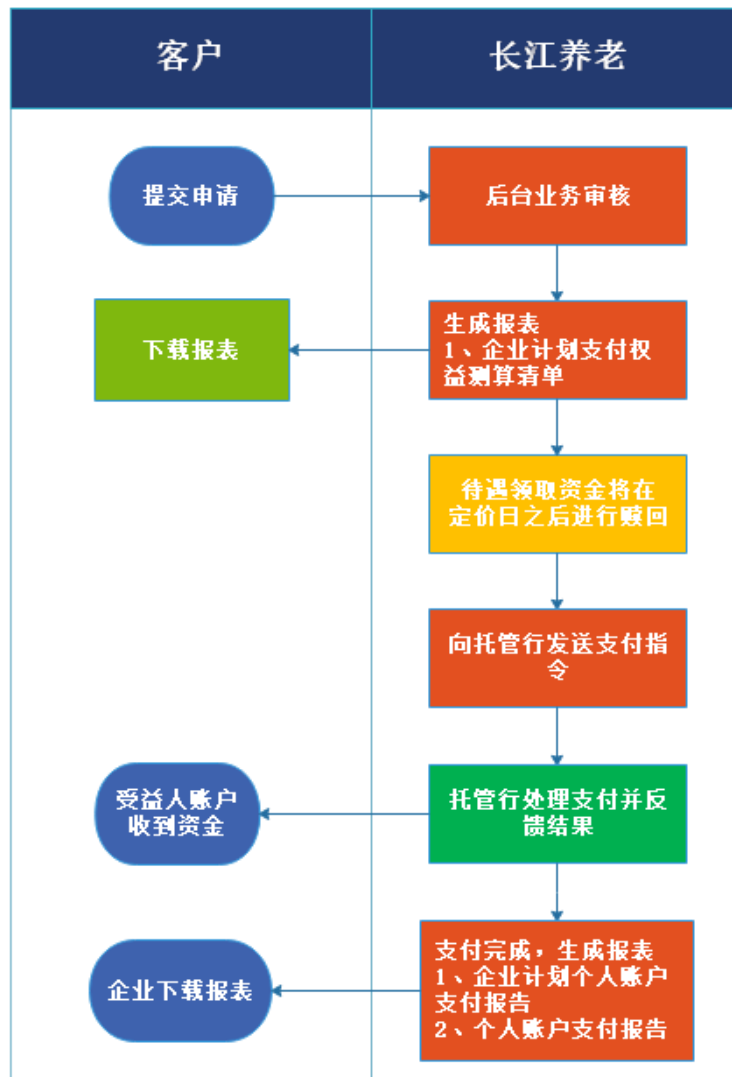 客户
长江养老
提交申请
后台业务审核
下载报表
生成报表
1、企业计划支付权
益测算清单
待遇领取资金将在
定价日之后进行赎回
向托管行发送支付指
令
受益人账户
收到资金
托管行处理支付并反
馈结果
企业下载报表
支付完成，生成报表
1、企业计划个人账户
支付报告
2、个人账户支付报告